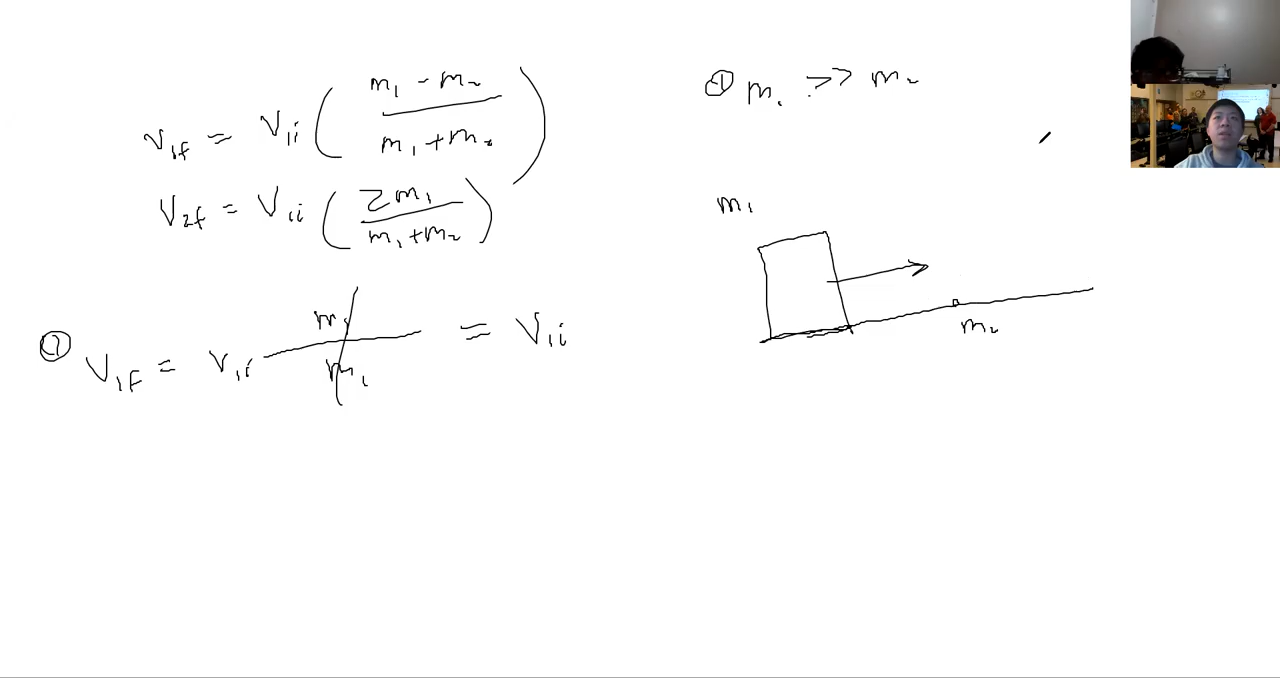 V₁f = V₁i ( (m₁ - m₂) / (m₁ + m₂) )
V₂f = V₁i ( 2m₁ / (m₁ + m₂) )
① V₁f = V₁i m₁ / m₁ = V₁i
① m₁ >> m₂
m₁
m₂